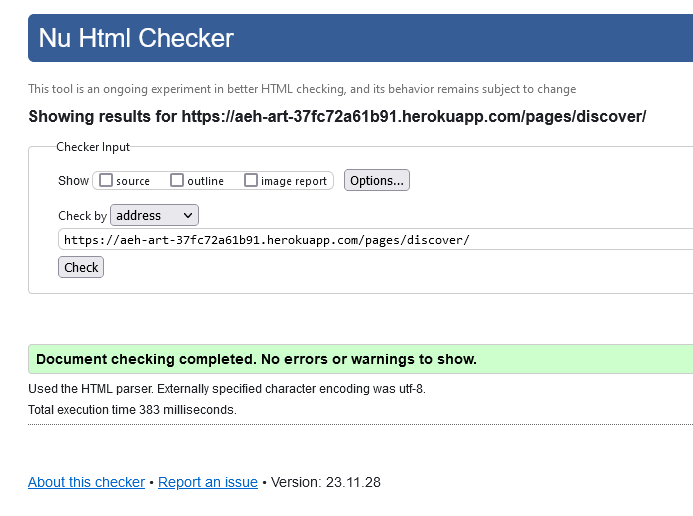 Nu Html Checker
This tool is an ongoing experiment in better HTML checking, and its behavior remains subject to change
Showing results for https://aeh-art-37fc72a61b91.herokuapp.com/pages/discover/
Checker Input
Show source outline image report Options...
Check by address
https://aeh-art-37fc72a61b91.herokuapp.com/pages/discover/
Check
Document checking completed. No errors or warnings to show.
Used the HTML parser. Externally specified character encoding was utf-8.
Total execution time 383 milliseconds.
About this checker • Report an issue • Version: 23.11.28